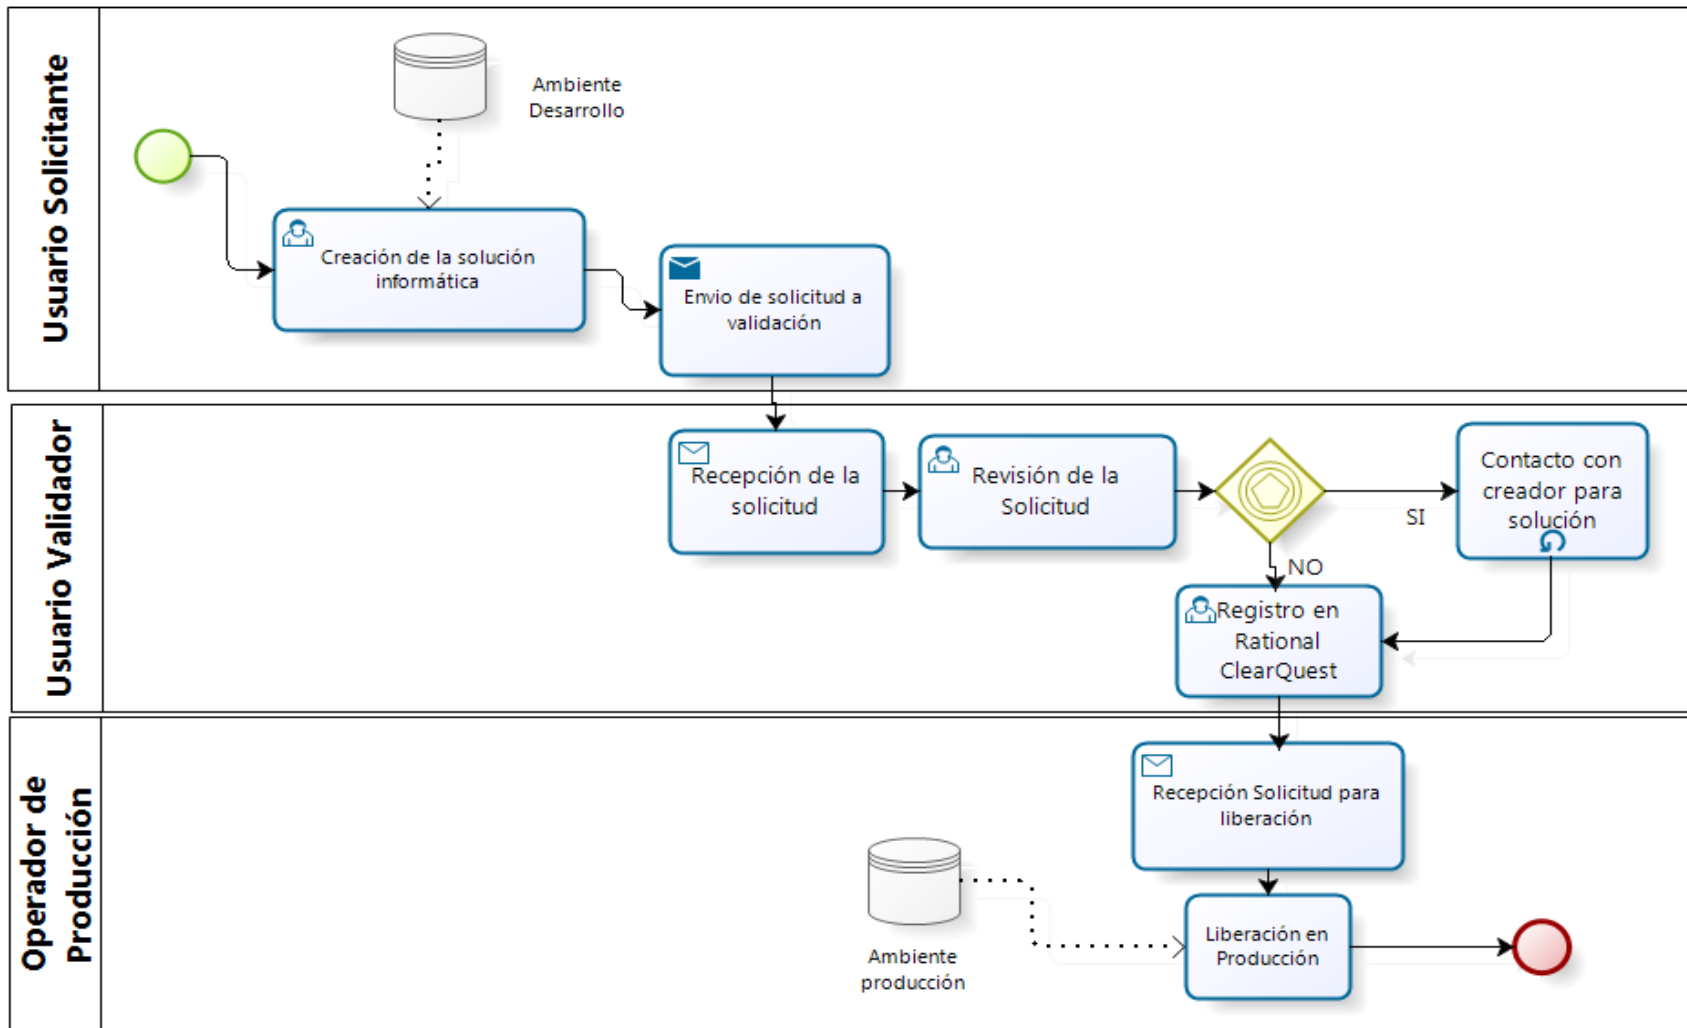 Usuario Solicitante
Ambiente
Desarrollo
Creación de la solución
informática
Envio de solicitud a
validación
Usuario Validador
Recepción de la
solicitud
Revisión de la
Solicitud
SI
Contacto con
creador para
solución
NO
Registro en
Rational
ClearQuest
Operador de
Producción
Recepción Solicitud para
liberación
Ambiente
producción
Liberación en
Producción